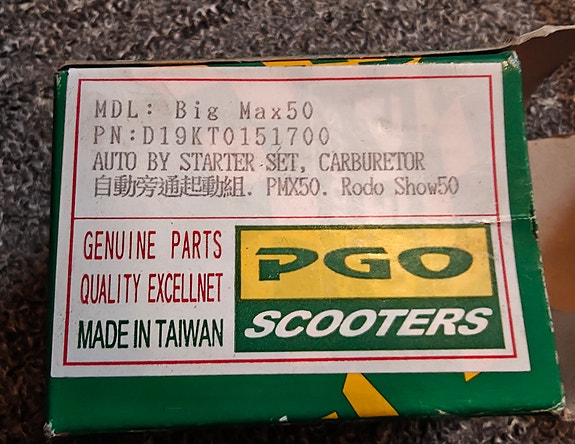 MDL: Big Max50
PN:D19KT0151700
AUTO BY STARTER SET, CARBURETOR
自動旁通起動組. PMX50. Rodo Show50
GENUINE PARTS
QUALITY EXCELLNET
MADE IN TAIWAN
PGO
SCOOTERS